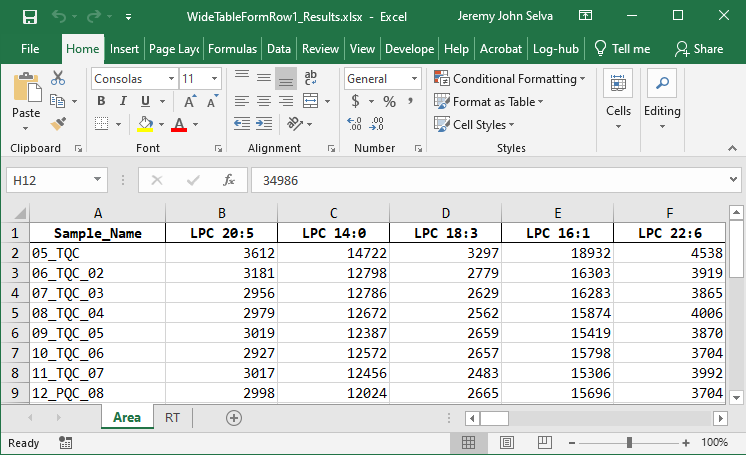 WideTableFormRow1_Results.xlsx - Excel Jeremy John Selva
File Home Insert Page Layc Formulas Data Review View Develope Help Acrobat Log-hub Tell me Share
Consolas 11 General Conditional Formatting
Paste B I U A A $ % , Format as Table Cells Editing
A .00 .0 Cell Styles
Clipboard Font Alignment Number Styles
H12 fx 34986
A B C D E F
1 Sample_Name LPC 20:5 LPC 14:0 LPC 18:3 LPC 16:1 LPC 22:6
2 05_TQC 3612 14722 3297 18932 4538
3 06_TQC_02 3181 12798 2779 16303 3919
4 07_TQC_03 2956 12786 2629 16283 3865
5 08_TQC_04 2979 12672 2562 15874 4006
6 09_TQC_05 3019 12387 2659 15419 3870
7 10_TQC_06 2927 12572 2657 15798 3704
8 11_TQC_07 3017 12456 2483 15306 3992
9 12_PQC_08 2998 12024 2665 15696 3704
Area RT
Ready 100%